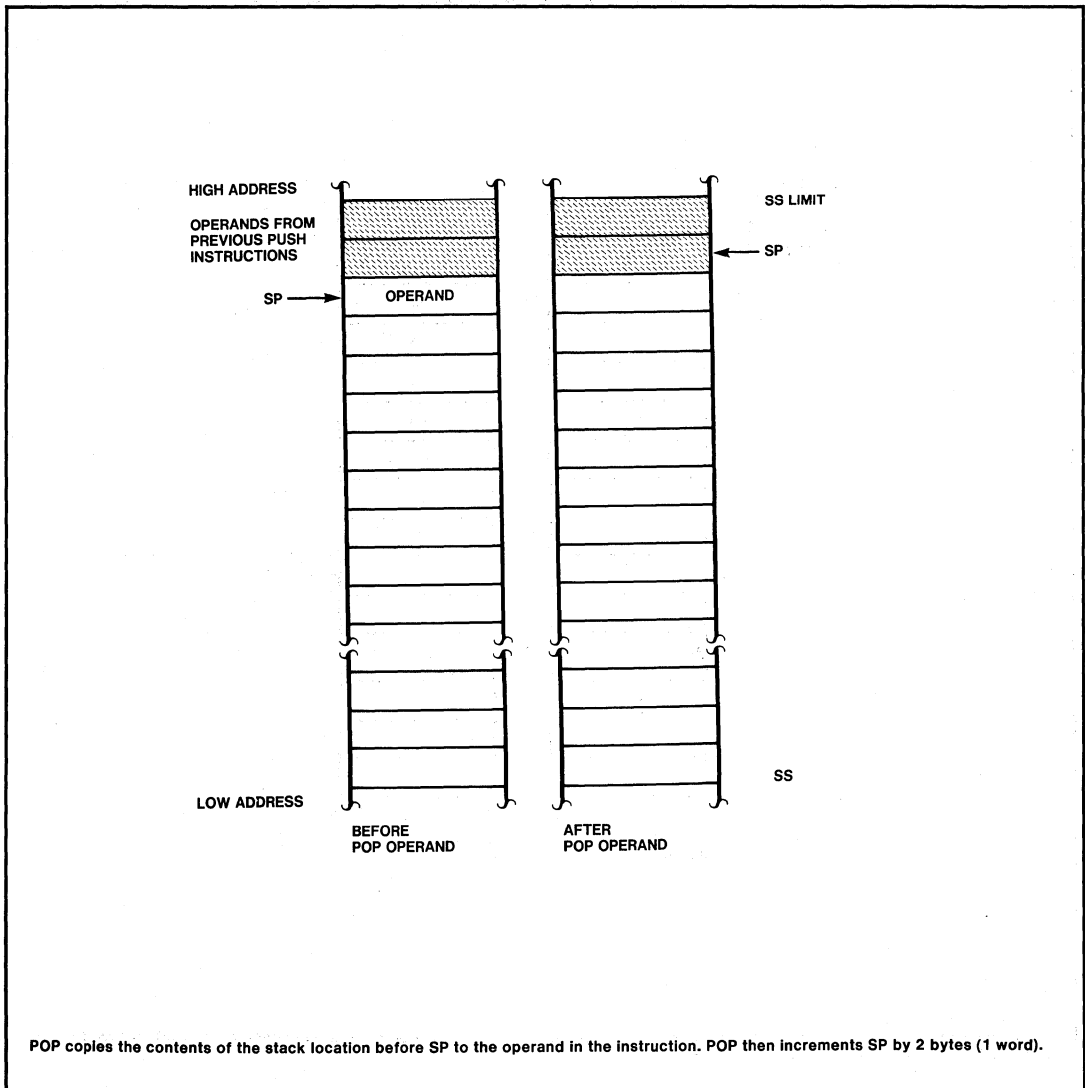 HIGH ADDRESS
OPERANDS FROM
PREVIOUS PUSH
INSTRUCTIONS
SP
OPERAND
SS LIMIT
SP
LOW ADDRESS
SS
BEFORE
POP OPERAND
AFTER
POP OPERAND
POP copies the contents of the stack location before SP to the operand in the instruction. POP then increments SP by 2 bytes (1 word).